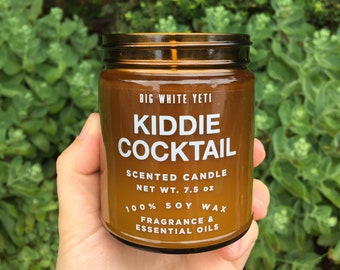 BIG WHITE YETI
KIDDIE
COCKTAIL
SCENTED CANDLE
NET WT. 7.5 oz
100% SOY WAX
FRAGRANCE &
ESSENTIAL OILS